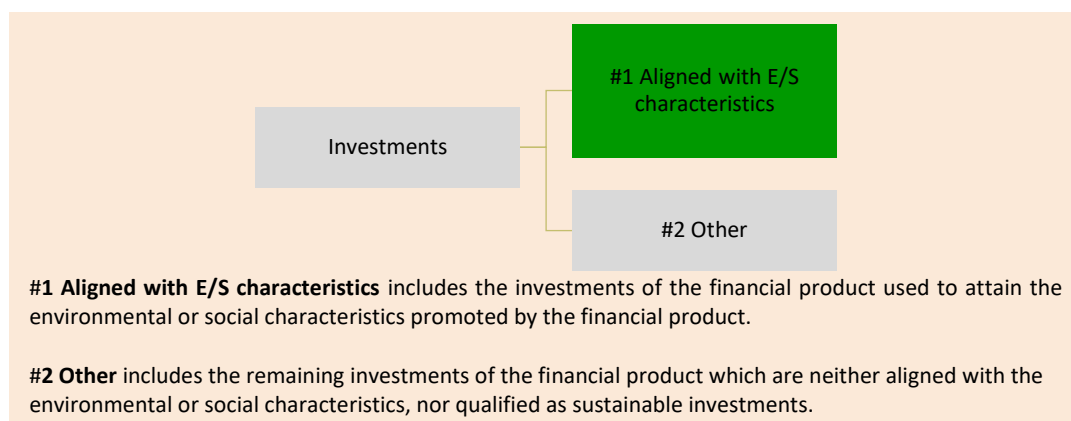 #1 Aligned with E/S
characteristics
Investments
#2 Other
#1 Aligned with E/S characteristics includes the investments of the financial product used to attain the
environmental or social characteristics promoted by the financial product.
#2 Other includes the remaining investments of the financial product which are neither aligned with the
environmental or social characteristics, nor qualified as sustainable investments.